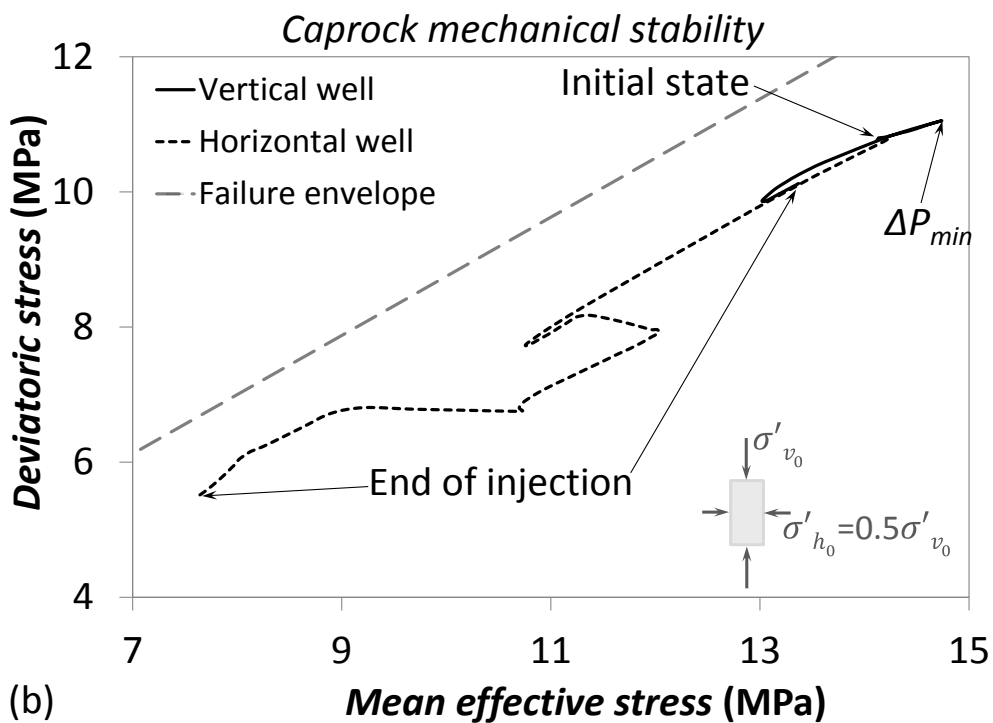 Caprock mechanical stability
Deviatoric stress (MPa)
12
10
8
6
4
Vertical well
Horizontal well
Failure envelope
Initial state
ΔP_min
End of injection
σ'_v₀
σ'_h₀=0.5σ'_v₀
7
9
11
13
15
(b)
Mean effective stress (MPa)